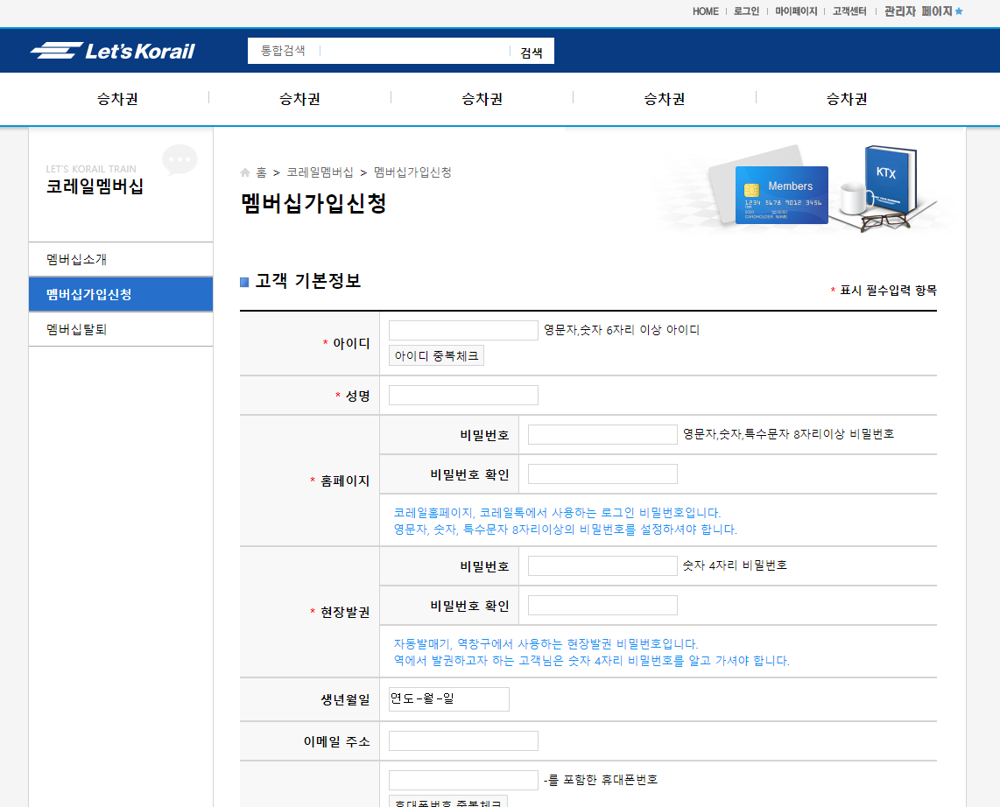 HOME 로그인 마이페이지 고객센터 관리자 페이지
Let's Korail 통합검색 검색
승차권 승차권 승차권 승차권 승차권
LET'S KORAIL TRAIN
코레일멤버십
멤버십소개
멤버십가입신청
멤버십탈퇴
홈 > 코레일멤버십 > 멤버십가입신청
멤버십가입신청
Members
1234 5678 9012 3456
CARDHOLDER NAME
KTX
고객 기본정보
* 표시 필수입력 항목
* 아이디 영문자,숫자 6자리 이상 아이디
아이디 중복체크
* 성명
* 홈페이지
비밀번호 영문자,숫자,특수문자 8자리이상 비밀번호
비밀번호 확인
코레일홈페이지, 코레일톡에서 사용하는 로그인 비밀번호입니다.
영문자, 숫자, 특수문자 8자리이상의 비밀번호를 설정하셔야 합니다.
* 현장발권
비밀번호 숫자 4자리 비밀번호
비밀번호 확인
자동발매기, 역창구에서 사용하는 현장발권 비밀번호입니다.
역에서 발권하고자 하는 고객님은 숫자 4자리 비밀번호를 알고 가셔야 합니다.
생년월일 연도-월-일
이메일 주소
-를 포함한 휴대폰번호
휴대폰번호 중복체크